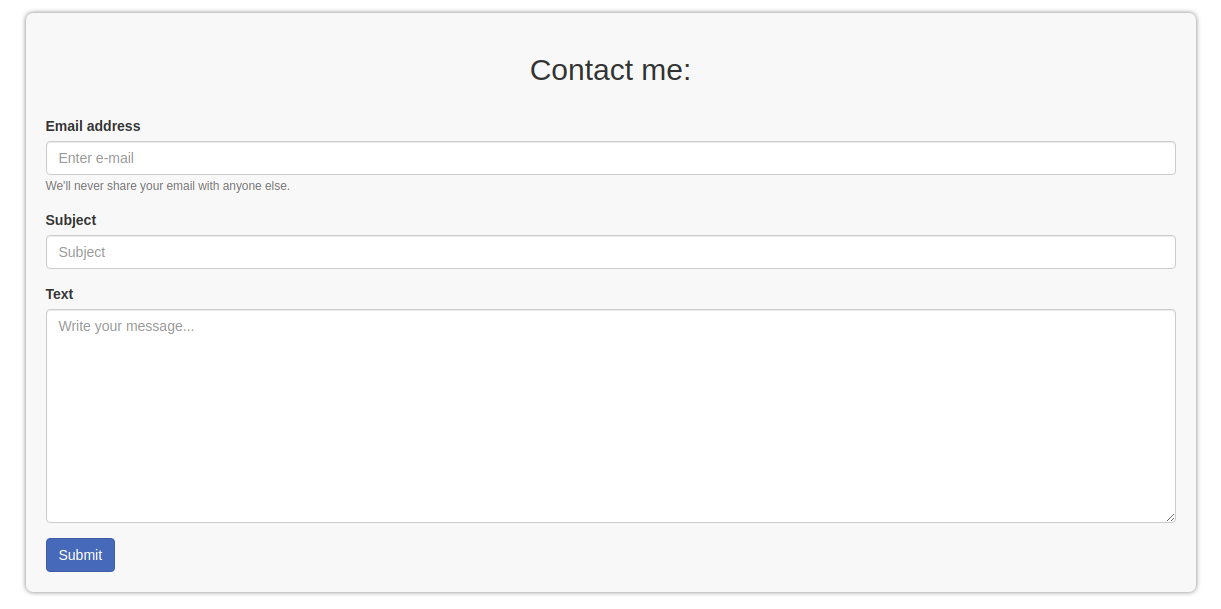 Contact me:
Email address
Enter e-mail
We'll never share your email with anyone else.
Subject
Subject
Text
Write your message...
Submit